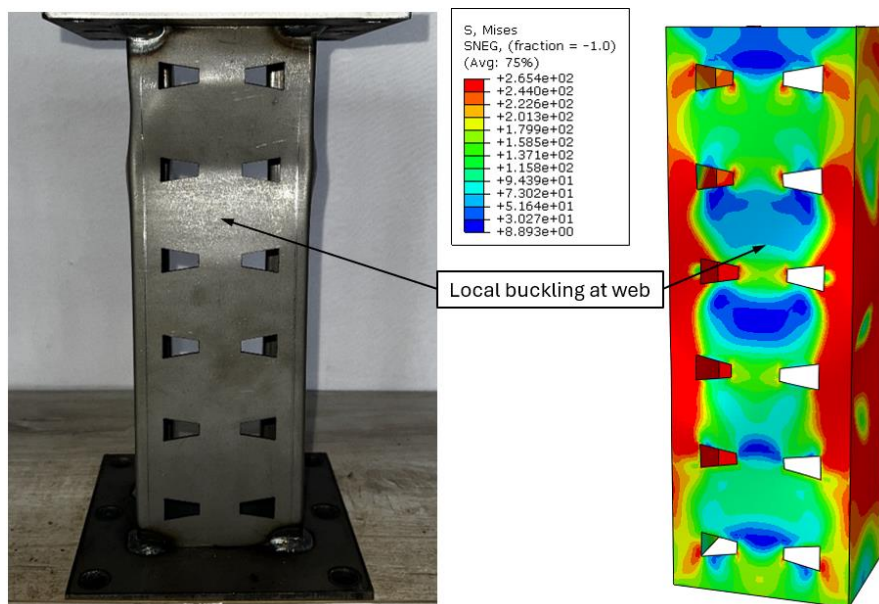 S, Mises
SNEG, (fraction = -1.0)
(Avg: 75%)
+2.654e+02
+2.440e+02
+2.226e+02
+2.013e+02
+1.799e+02
+1.585e+02
+1.371e+02
+1.158e+02
+9.439e+01
+7.302e+01
+5.164e+01
+3.027e+01
+8.893e+00
Local buckling at web